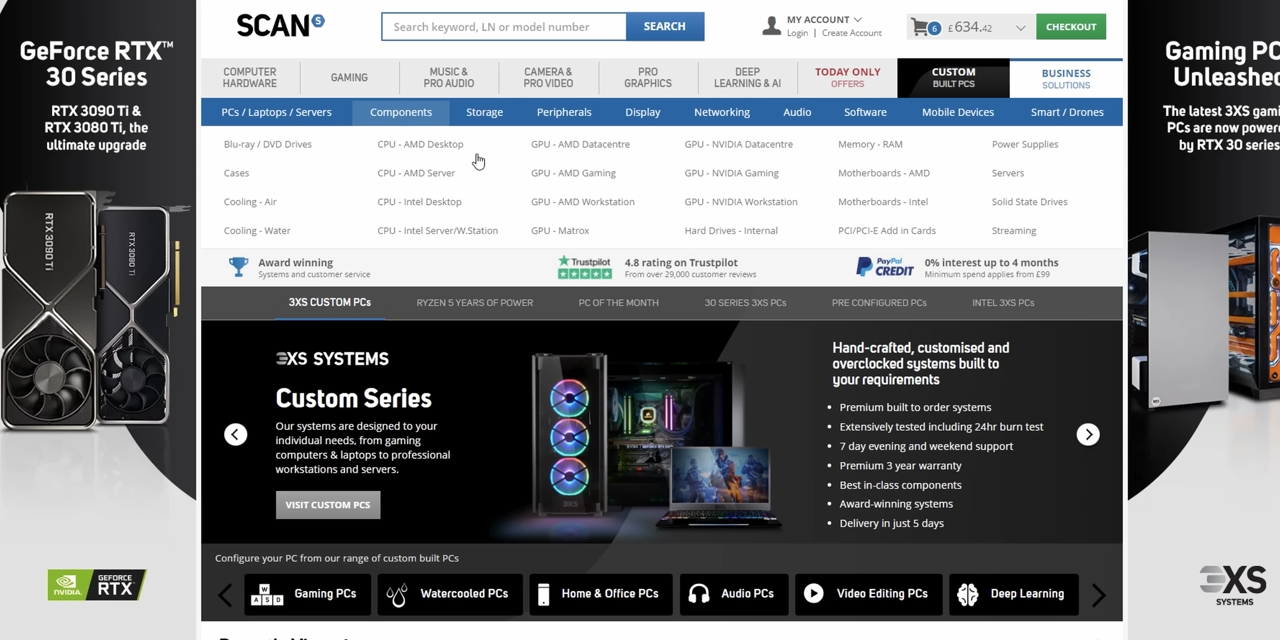 GeForce RTX™
30 Series
RTX 3090 Ti &
RTX 3080 Ti, the
ultimate upgrade
RTX 3090 Ti
RTX 3080 Ti
NVIDIA.
GEFORCE
RTX
SCAN S
Search keyword, LN or model number
SEARCH
MY ACCOUNT
Login | Create Account
6
£634.42
CHECKOUT
COMPUTER
HARDWARE
GAMING
MUSIC &
PRO AUDIO
CAMERA &
PRO VIDEO
PRO
GRAPHICS
DEEP
LEARNING & AI
TODAY ONLY
OFFERS
CUSTOM
BUILT PCS
BUSINESS
SOLUTIONS
PCs / Laptops / Servers
Components
Storage
Peripherals
Display
Networking
Audio
Software
Mobile Devices
Smart / Drones
Blu-ray / DVD Drives
CPU - AMD Desktop
GPU - AMD Datacentre
GPU - NVIDIA Datacentre
Memory - RAM
Power Supplies
Cases
CPU - AMD Server
GPU - AMD Gaming
GPU - NVIDIA Gaming
Motherboards - AMD
Servers
Cooling - Air
CPU - Intel Desktop
GPU - AMD Workstation
GPU - NVIDIA Workstation
Motherboards - Intel
Solid State Drives
Cooling - Water
CPU - Intel Server/W.Station
GPU - Matrox
Hard Drives - Internal
PCI/PCI-E Add in Cards
Streaming
Award winning
Systems and customer service
Trustpilot
4.8 rating on Trustpilot
From over 29,000 customer reviews
PayPal
CREDIT
0% interest up to 4 months
Minimum spend applies from £99
3XS CUSTOM PCs
RYZEN 5 YEARS OF POWER
PC OF THE MONTH
30 SERIES 3XS PCs
PRE CONFIGURED PCs
INTEL 3XS PCs
3XS SYSTEMS
Custom Series
Our systems are designed to your
individual needs, from gaming
computers & laptops to professional
workstations and servers.
VISIT CUSTOM PCS
3XS
Hand-crafted, customised and
overclocked systems built to
your requirements
• Premium built to order systems
• Extensively tested including 24hr burn test
• 7 day evening and weekend support
• Premium 3 year warranty
• Best in-class components
• Award-winning systems
• Delivery in just 5 days
Configure your PC from our range of custom built PCs
W
A S D
Gaming PCs
Watercooled PCs
Home & Office PCs
Audio PCs
Video Editing PCs
Deep Learning
Gaming PC
Unleashed
The latest 3XS gami
PCs are now powere
by RTX 30 series
3XS
SYSTEMS